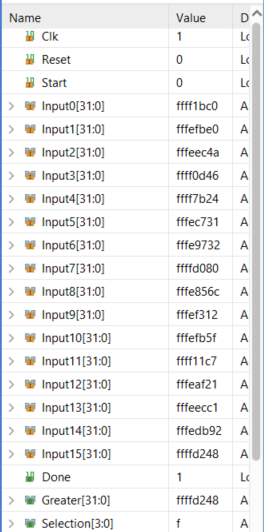 Name Value D
Clk 1 Lc
Reset 0 Lc
Start 0 Lc
Input0[31:0] ffff1bc0 A
Input1[31:0] fffefbe0 A
Input2[31:0] fffeec4a A
Input3[31:0] ffff0d46 A
Input4[31:0] ffff7b24 A
Input5[31:0] fffec731 A
Input6[31:0] fffe9732 A
Input7[31:0] ffffd080 A
Input8[31:0] fffe856c A
Input9[31:0] fffef312 A
Input10[31:0] fffefb5f A
Input11[31:0] ffff11c7 A
Input12[31:0] fffeaf21 A
Input13[31:0] fffeecc1 A
Input14[31:0] fffedb92 A
Input15[31:0] ffffd248 A
Done 1 Lc
Greater[31:0] ffffd248 A
Selection[3:0] f A